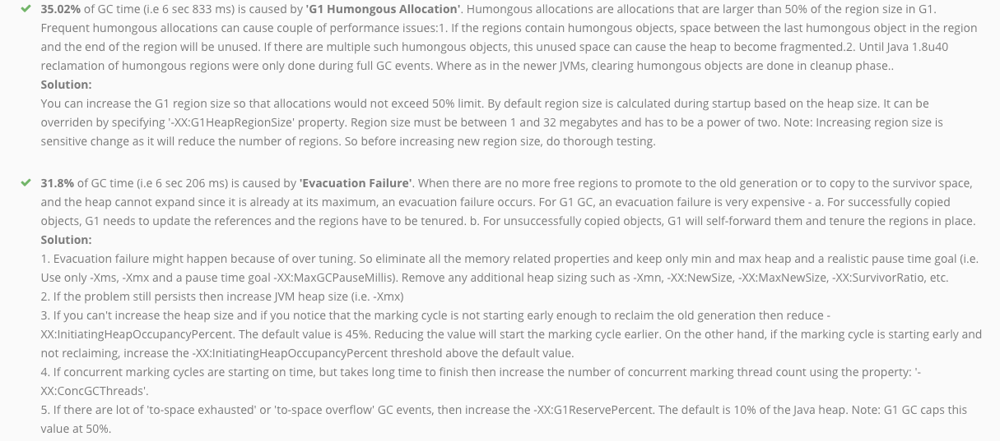 35.02% of GC time (i.e 6 sec 833 ms) is caused by 'G1 Humongous Allocation'. Humongous allocations are allocations that are larger than 50% of the region size in G1.
Frequent humongous allocations can cause couple of performance issues:1. If the regions contain humongous objects, space between the last humongous object in the region
and the end of the region will be unused. If there are multiple such humongous objects, this unused space can cause the heap to become fragmented.2. Until Java 1.8u40
reclamation of humongous regions were only done during full GC events. Where as in the newer JVMs, clearing humongous objects are done in cleanup phase..
Solution:
You can increase the G1 region size so that allocations would not exceed 50% limit. By default region size is calculated during startup based on the heap size. It can be
overriden by specifying '-XX:G1HeapRegionSize' property. Region size must be between 1 and 32 megabytes and has to be a power of two. Note: Increasing region size is
sensitive change as it will reduce the number of regions. So before increasing new region size, do thorough testing.
31.8% of GC time (i.e 6 sec 206 ms) is caused by 'Evacuation Failure'. When there are no more free regions to promote to the old generation or to copy to the survivor space,
and the heap cannot expand since it is already at its maximum, an evacuation failure occurs. For G1 GC, an evacuation failure is very expensive - a. For successfully copied
objects, G1 needs to update the references and the regions have to be tenured. b. For unsuccessfully copied objects, G1 will self-forward them and tenure the regions in place.
Solution:
1. Evacuation failure might happen because of over tuning. So eliminate all the memory related properties and keep only min and max heap and a realistic pause time goal (i.e.
Use only -Xms, -Xmx and a pause time goal -XX:MaxGCPauseMillis). Remove any additional heap sizing such as -Xmn, -XX:NewSize, -XX:MaxNewSize, -XX:SurvivorRatio, etc.
2. If the problem still persists then increase JVM heap size (i.e. -Xmx)
3. If you can't increase the heap size and if you notice that the marking cycle is not starting early enough to reclaim the old generation then reduce -
XX:InitiatingHeapOccupancyPercent. The default value is 45%. Reducing the value will start the marking cycle earlier. On the other hand, if the marking cycle is starting early and
not reclaiming, increase the -XX:InitiatingHeapOccupancyPercent threshold above the default value.
4. If concurrent marking cycles are starting on time, but takes long time to finish then increase the number of concurrent marking thread count using the property: '-
XX:ConcGCThreads'.
5. If there are lot of 'to-space exhausted' or 'to-space overflow' GC events, then increase the -XX:G1ReservePercent. The default is 10% of the Java heap. Note: G1 GC caps this
value at 50%.